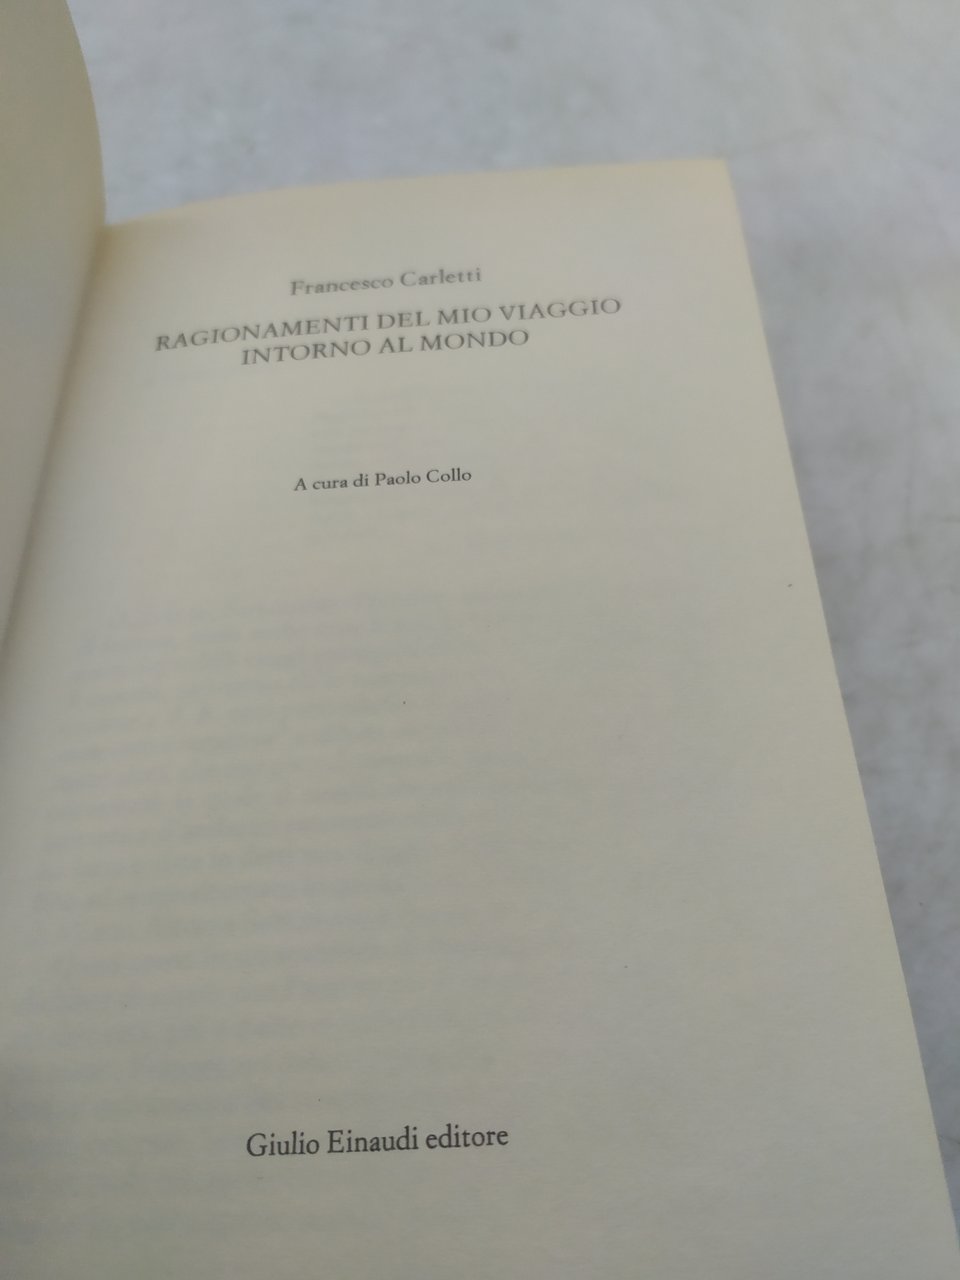 Francesco Carletti
RAGIONAMENTI DEL MIO VIAGGIO
INTORNO AL MONDO
A cura di Paolo Collo
Giulio Einaudi editore